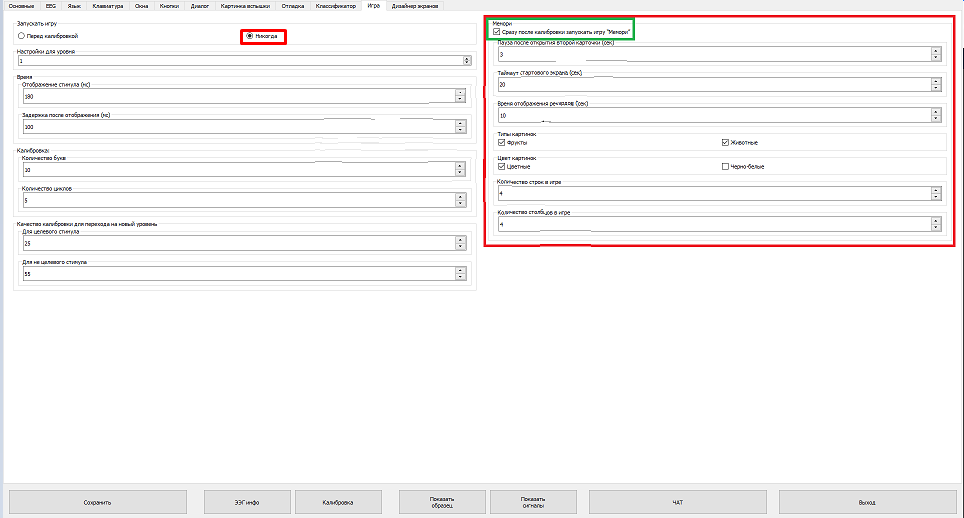 Основные EEG Язык Клавиатура Окна Кнопки Диалог Картинка вспышки Отладка Классификатор Игра Дизайнер экранов
Запускать игру
Перед калибровкой Никогда
Настройки для уровня
1
Время
Отображение стимула (мс)
180
Задержка после отображения (мс)
100
Калибровка:
Количество букв
10
Количество циклов
5
Качество калибровки для перехода на новый уровень
Для целевого стимула
25
Для не целевого стимула
55
Мемори
Сразу после калибровки запускать игру "Мемори"
Пауза после открытия второй карточки (сек)
3
Таймаут стартового экрана (сек)
20
Время отображения (сек)
10
Типы картинок
Фрукты Животные
Цвет картинок
Цветные Черно-белые
Количество строк в игре
4
Количество столбцов в игре
4
Сохранить ЭЭГ инфо Калибровка Показать образец Показать сигналы ЧАТ Выход